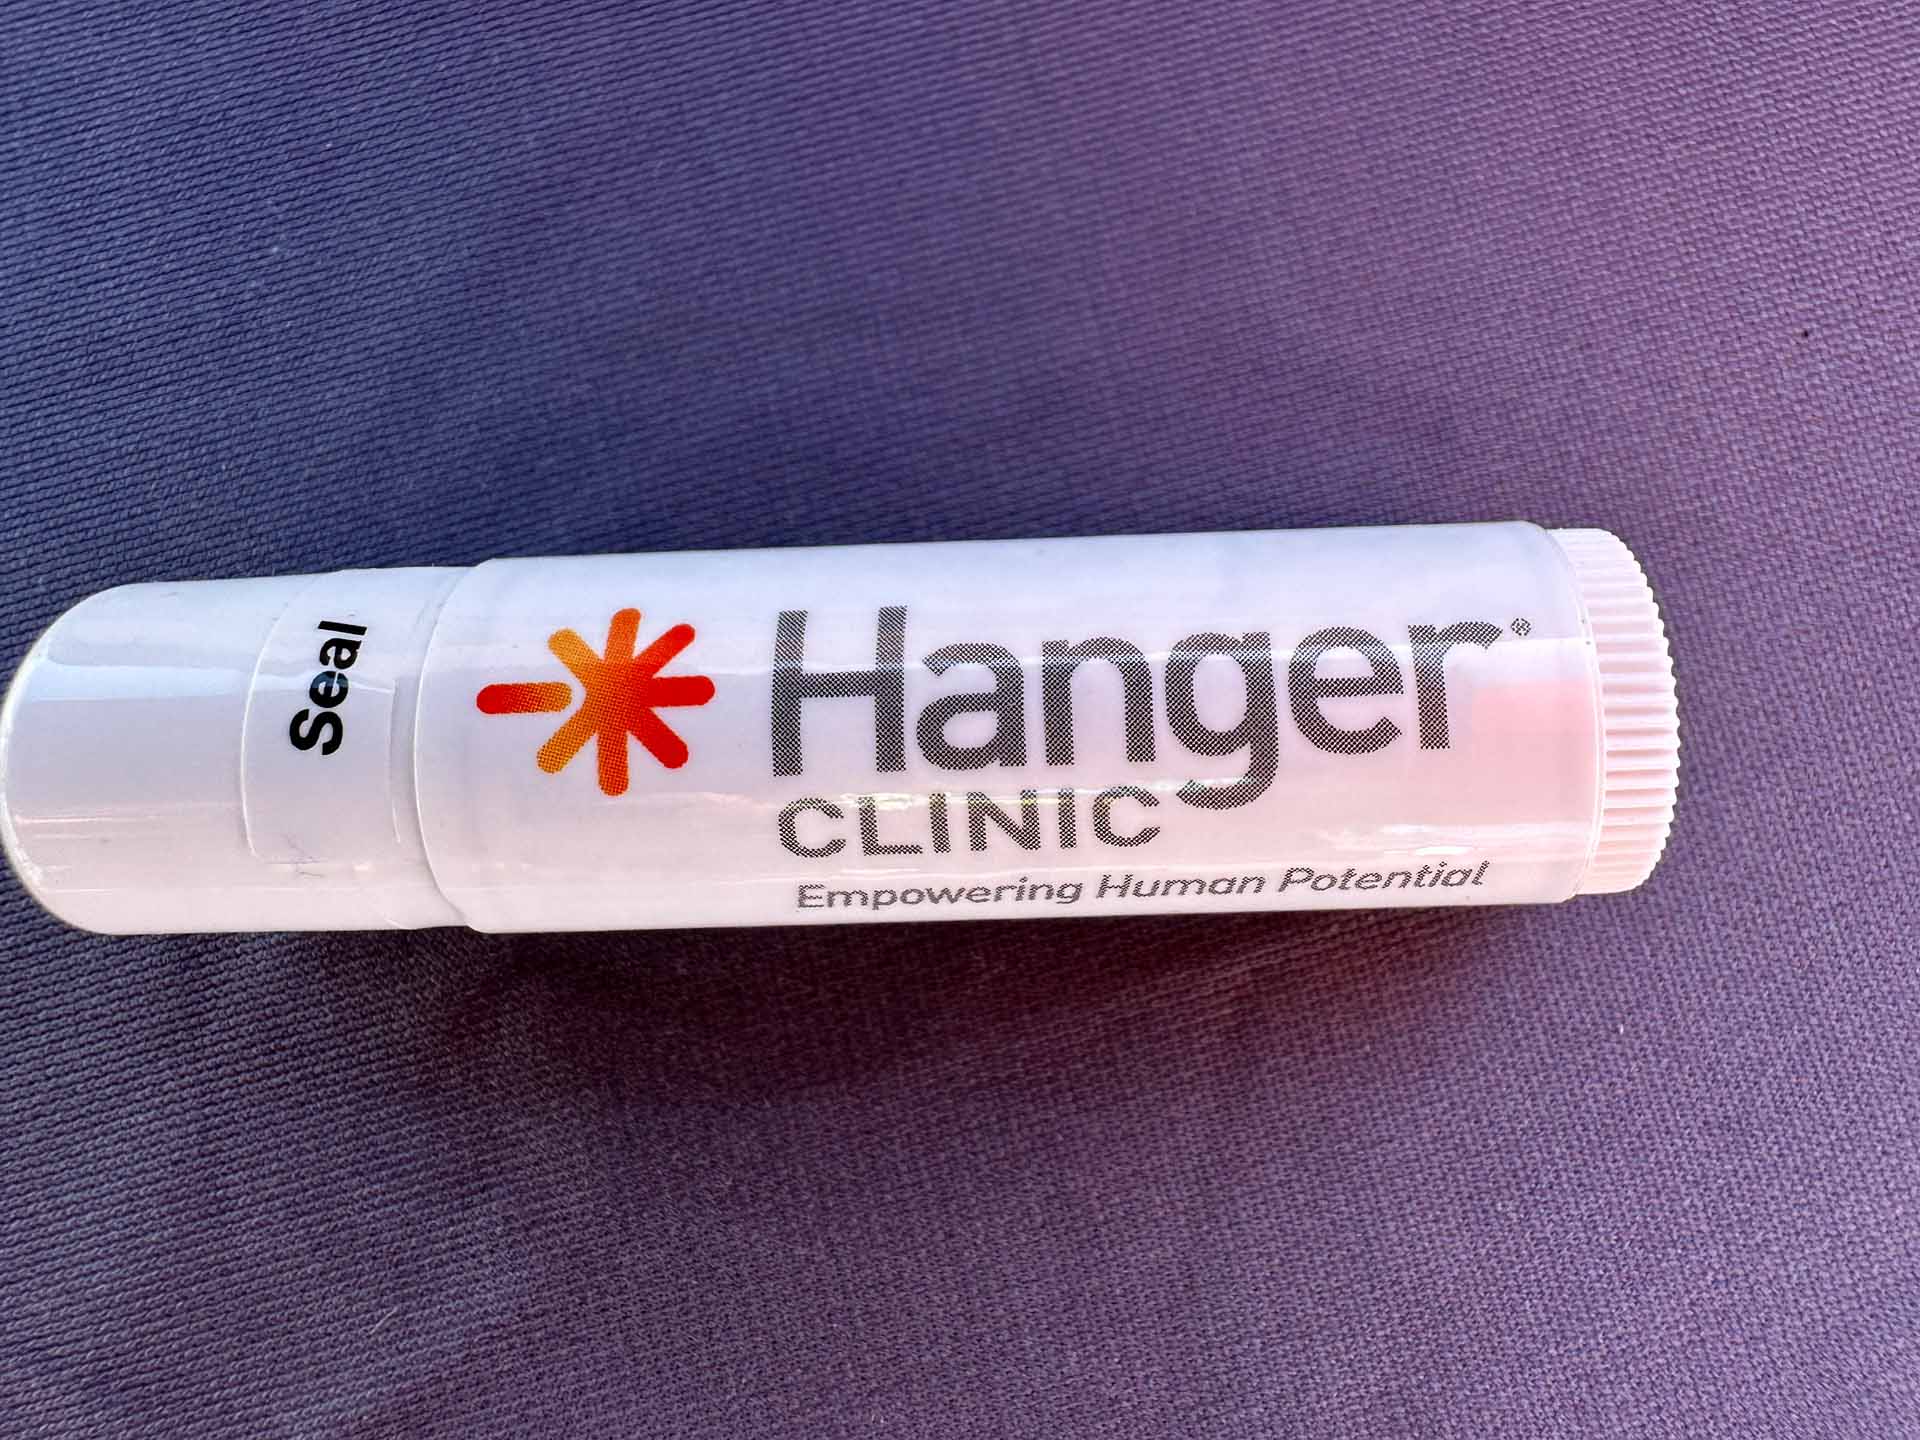 Seal
Hanger®
CLINIC
Empowering Human Potential